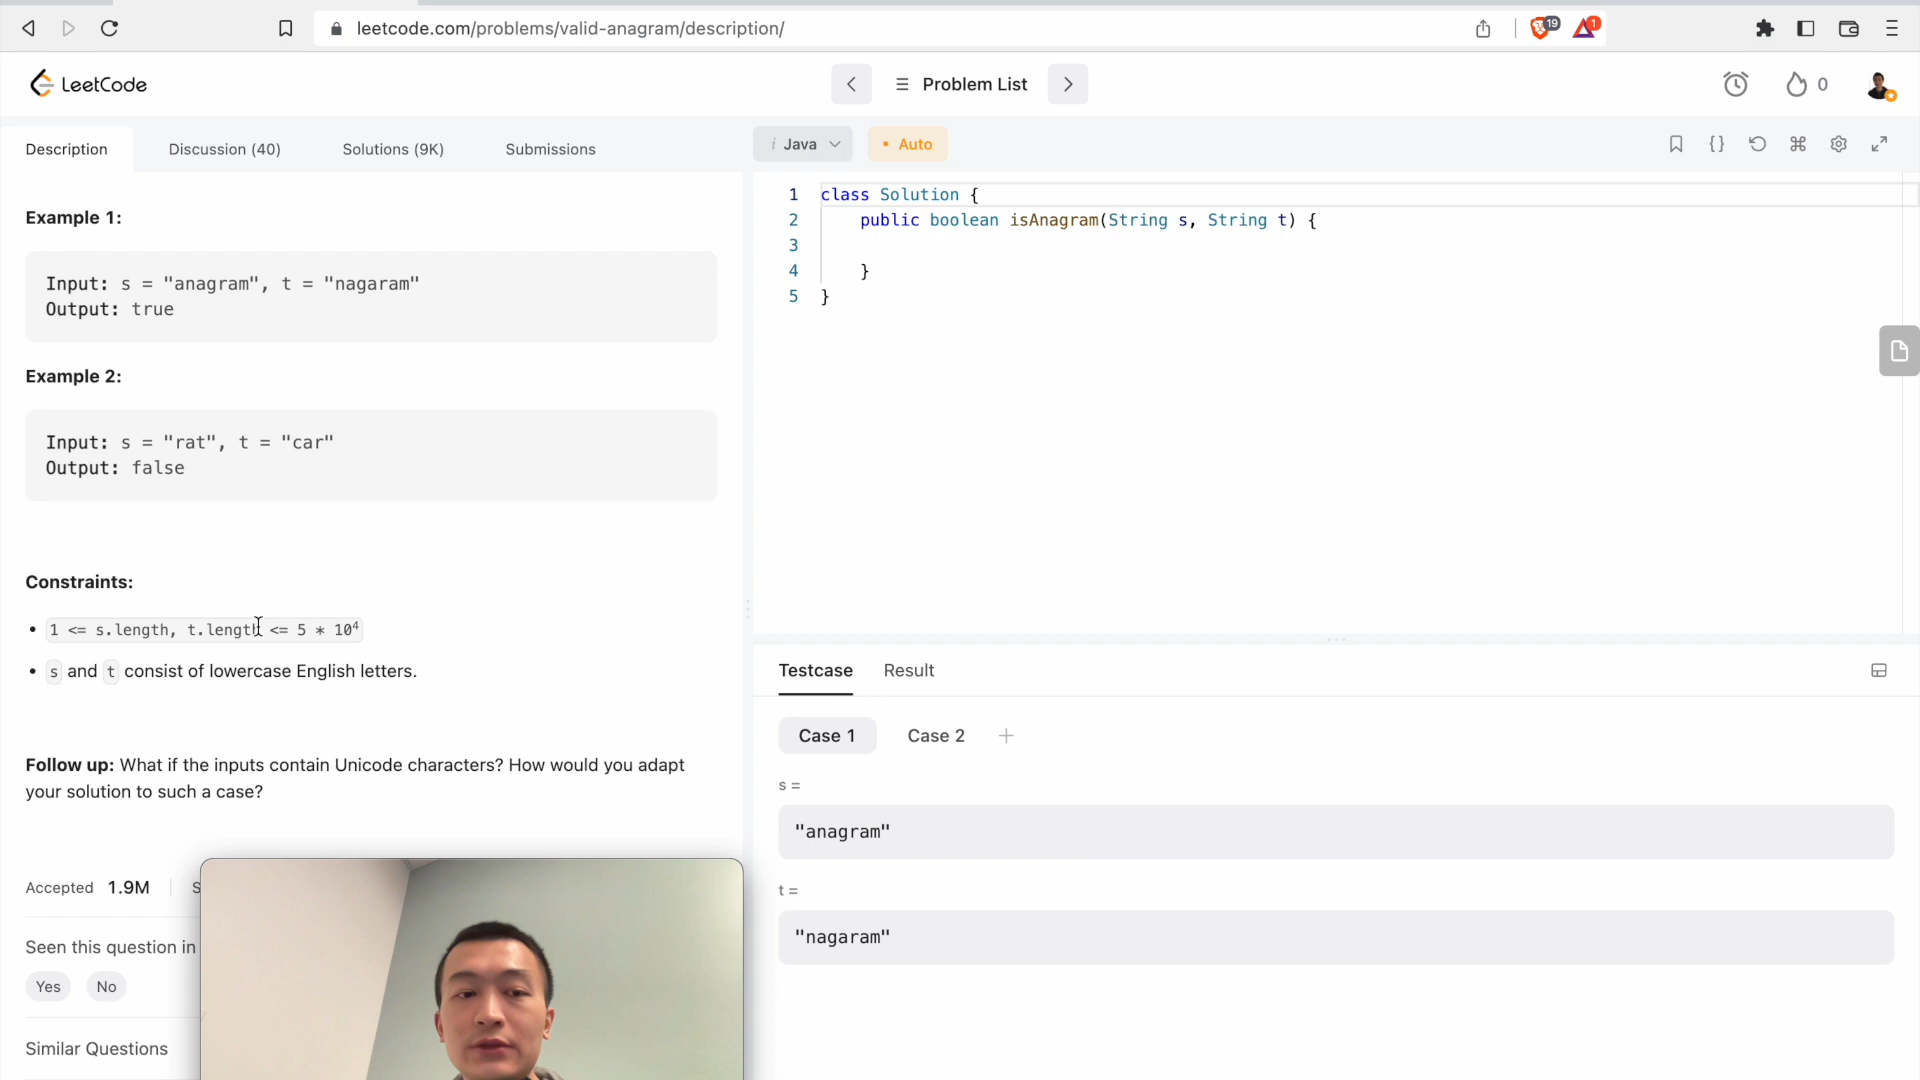 leetcode.com/problems/valid-anagram/description/
19
1
LeetCode
Problem List
0
Description
Discussion (40)
Solutions (9K)
Submissions
Example 1:
Input: s = "anagram", t = "nagaram"
Output: true
Example 2:
Input: s = "rat", t = "car"
Output: false
Constraints:
• 1 <= s.length, t.length <= 5 * 10⁴
• s and t consist of lowercase English letters.
Follow up: What if the inputs contain Unicode characters? How would you adapt
your solution to such a case?
Accepted 1.9M
S
Seen this question in
Yes
No
Similar Questions
i Java
• Auto
{}
1 class Solution {
2 public boolean isAnagram(String s, String t) {
3
4 }
5 }
Testcase
Result
Case 1
Case 2
+
s =
"anagram"
t =
"nagaram"